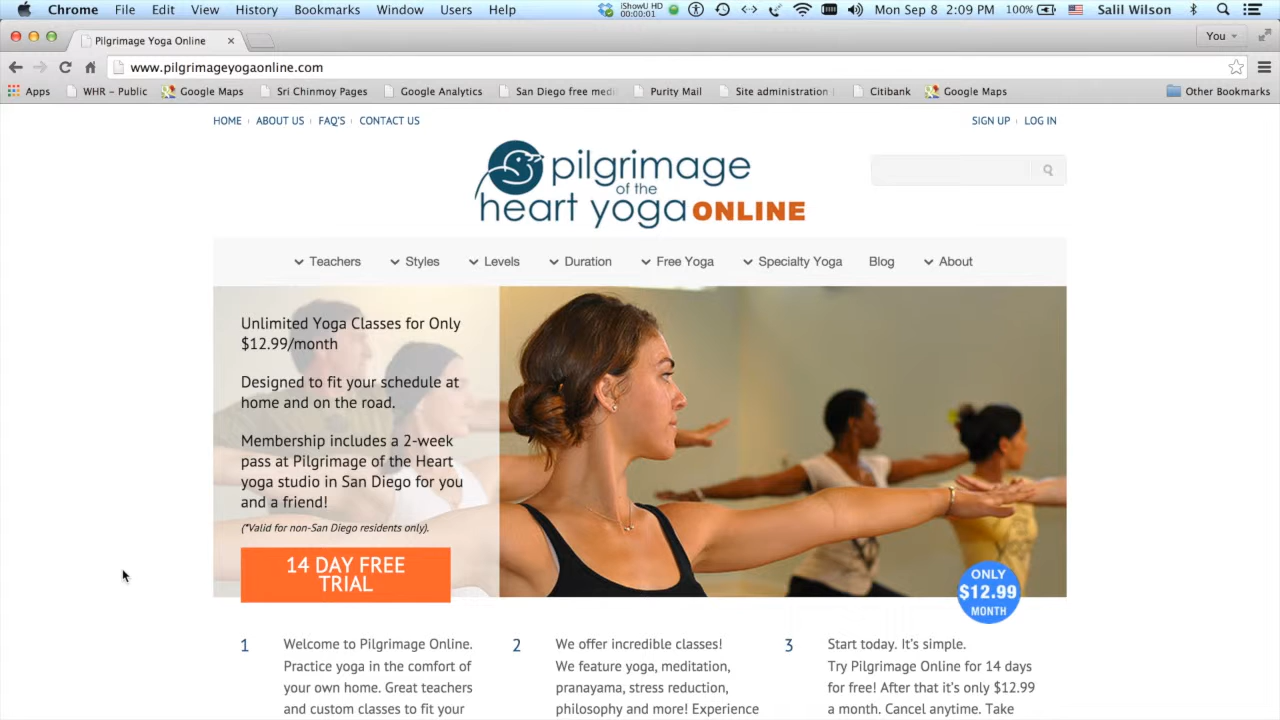 Chrome File Edit View History Bookmarks Window Users Help iShowU HD 00:00:01 Mon Sep 8 2:09 PM 100% Salil Wilson
Pilgrimage Yoga Online × You
www.pilgrimageyogaonline.com
Apps WHR – Public Google Maps Sri Chinmoy Pages Google Analytics San Diego free med Purity Mail Site administration Citibank Google Maps Other Bookmarks
HOME ABOUT US FAQ'S CONTACT US SIGN UP LOG IN
pilgrimage
of the
heart yoga ONLINE
Teachers Styles Levels Duration Free Yoga Specialty Yoga Blog About
Unlimited Yoga Classes for Only
$12.99/month
Designed to fit your schedule at
home and on the road.
Membership includes a 2-week
pass at Pilgrimage of the Heart
yoga studio in San Diego for you
and a friend!
(*Valid for non-San Diego residents only).
14 DAY FREE
TRIAL
ONLY
$12.99
MONTH
1 Welcome to Pilgrimage Online.
Practice yoga in the comfort of
your own home. Great teachers
and custom classes to fit your
2 We offer incredible classes!
We feature yoga, meditation,
pranayama, stress reduction,
philosophy and more! Experience
3 Start today. It's simple.
Try Pilgrimage Online for 14 days
for free! After that it's only $12.99
a month. Cancel anytime. Take